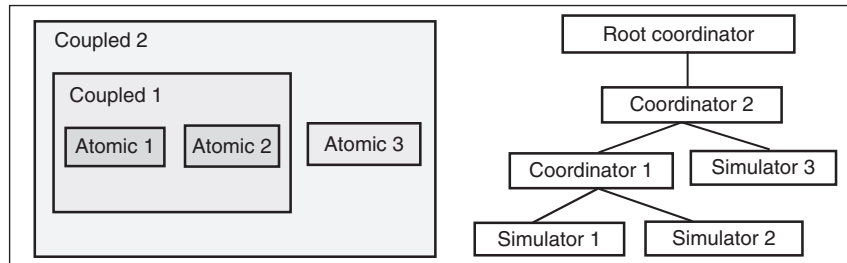 Coupled 2
Coupled 1
Atomic 1
Atomic 2
Atomic 3
Root coordinator
Coordinator 2
Coordinator 1
Simulator 3
Simulator 1
Simulator 2